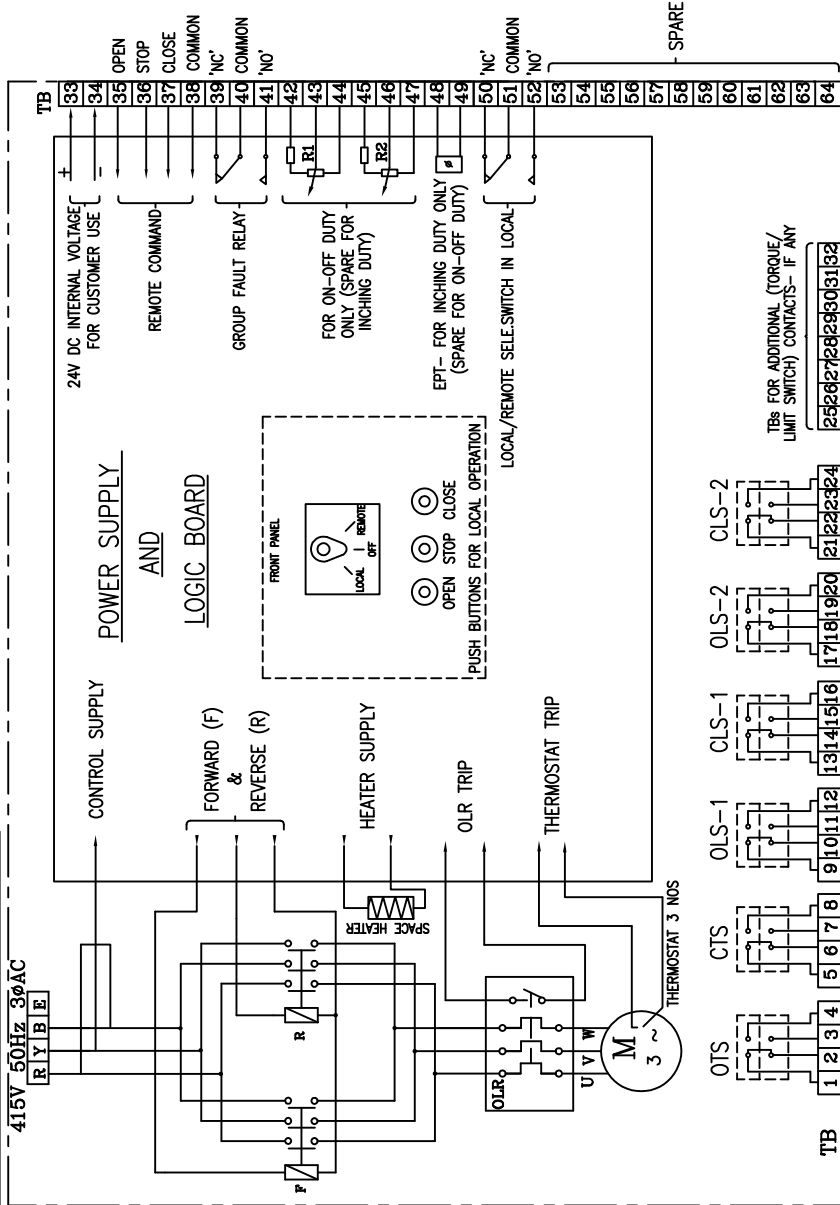 415V 50Hz 3øAC
R Y B E
CONTROL SUPPLY
FORWARD (F)
&
REVERSE (R)
HEATER SUPPLY
OLR TRIP
THERMOSTAT TRIP
SPACE HEATER
F
R
OLR
U V W
M
3 ~
THERMOSTAT 3 NOS
POWER SUPPLY
AND
LOGIC BOARD
FRONT PANEL
LOCAL
OFF
REMOTE
OPEN STOP CLOSE
PUSH BUTTONS FOR LOCAL OPERATION
24V DC INTERNAL VOLTAGE
FOR CUSTOMER USE
+
-
REMOTE COMMAND
GROUP FAULT RELAY
FOR ON-OFF DUTY
ONLY (SPARE FOR
INCHING DUTY)
R1
R2
EPT- FOR INCHING DUTY ONLY
(SPARE FOR ON-OFF DUTY)
ø
LOCAL/REMOTE SELE.SWITCH IN LOCAL
TB
33
34
35 OPEN
36 STOP
37 CLOSE
38 COMMON
39 'NC'
40 COMMON
41 'NO'
42
43
44
45
46
47
48
49
50 'NC'
51 COMMON
52 'NO'
53
54
55
56
57
58
59
60
61
62
63
64
SPARE
OTS
CTS
OLS-1
CLS-1
OLS-2
CLS-2
TBs FOR ADDITIONAL (TORQUE/
LIMIT SWITCH) CONTACTS- IF ANY
TB
1 2 3 4
5 6 7 8
9 10 11 12
13 14 15 16
17 18 19 20
21 22 23 24
25 26 27 28 29 30 31 32